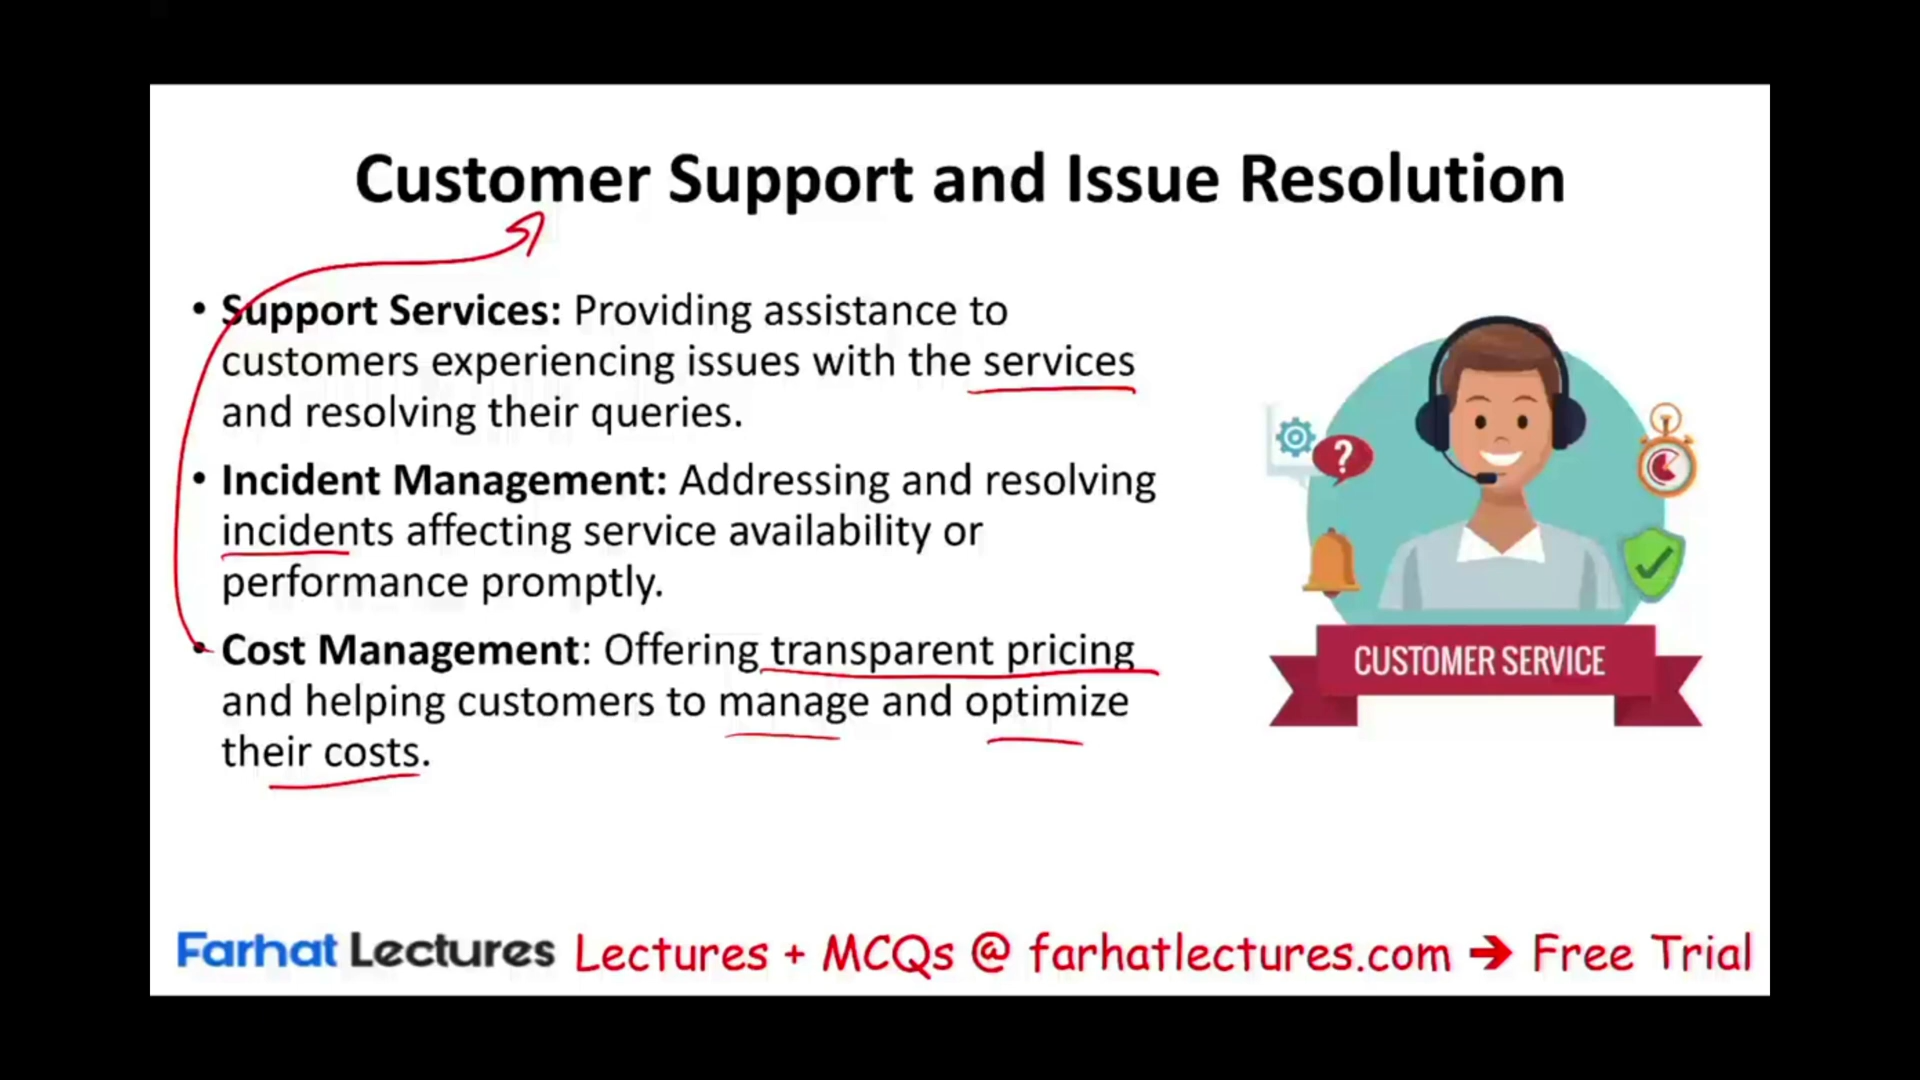 Customer Support and Issue Resolution
• Support Services: Providing assistance to
customers experiencing issues with the services
and resolving their queries.
• Incident Management: Addressing and resolving
incidents affecting service availability or
performance promptly.
• Cost Management: Offering transparent pricing
and helping customers to manage and optimize
their costs.
?
CUSTOMER SERVICE
Farhat Lectures Lectures + MCQs @ farhatlectures.com ➔ Free Trial